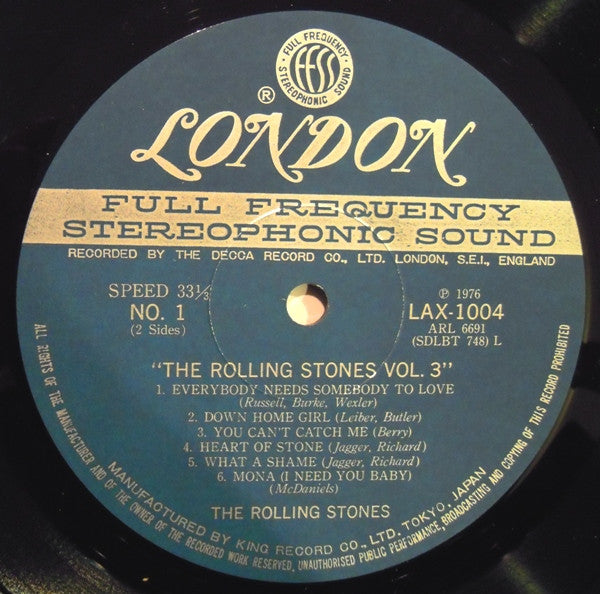 FULL FREQUENCY
ffss
STEREOPHONIC SOUND
®
LONDON
FULL FREQUENCY
STEREOPHONIC SOUND
RECORDED BY THE DECCA RECORD CO., LTD. LONDON, S.E.I., ENGLAND
SPEED 33⅓
NO. 1
(2 Sides)
℗ 1976
LAX-1004
ARL 6691
(SDLBT 748) L
"THE ROLLING STONES VOL. 3"
1. EVERYBODY NEEDS SOMEBODY TO LOVE
(Russell, Burke, Wexler)
2. DOWN HOME GIRL (Leiber, Butler)
3. YOU CAN'T CATCH ME (Berry)
4. HEART OF STONE (Jagger, Richard)
5. WHAT A SHAME (Jagger, Richard)
6. MONA (I NEED YOU BABY)
(McDaniels)
THE ROLLING STONES
MANUFACTURED BY KING RECORD CO., LTD. TOKYO, JAPAN
ALL RIGHTS OF THE MANUFACTURER AND OF THE OWNER OF THE RECORDED WORK RESERVED, UNAUTHORISED PUBLIC PERFORMANCE, BROADCASTING AND COPYING OF THIS RECORD PROHIBITED